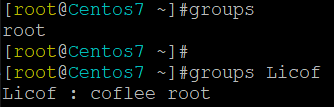 [root@Centos7 ~]#groups
root
[root@Centos7 ~]#
[root@Centos7 ~]#groups Licof
Licof : coflee root